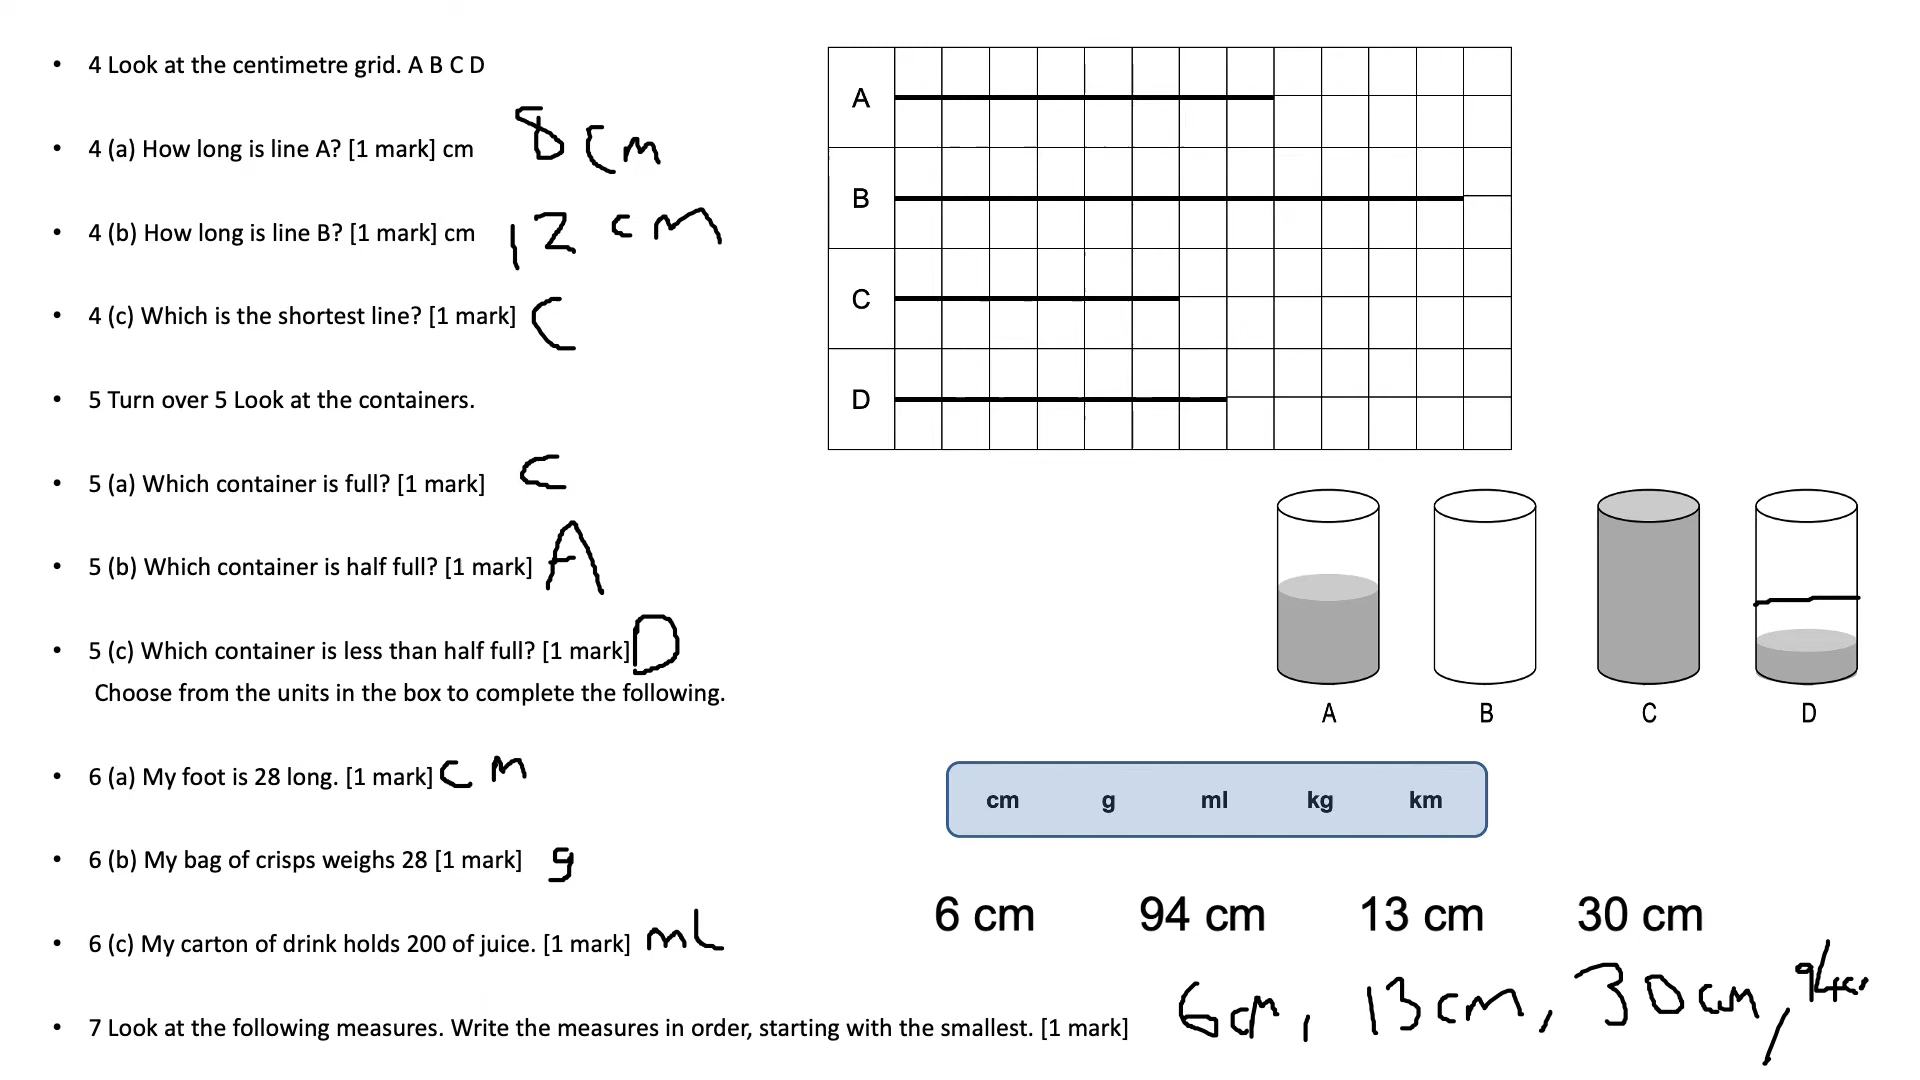 • 4 Look at the centimetre grid. A B C D
• 4 (a) How long is line A? [1 mark] cm 8 cm
• 4 (b) How long is line B? [1 mark] cm 12 cm
• 4 (c) Which is the shortest line? [1 mark] C
• 5 Turn over 5 Look at the containers.
• 5 (a) Which container is full? [1 mark] C
• 5 (b) Which container is half full? [1 mark] A
• 5 (c) Which container is less than half full? [1 mark] D
Choose from the units in the box to complete the following.
• 6 (a) My foot is 28 long. [1 mark] cm
• 6 (b) My bag of crisps weighs 28 [1 mark] g
• 6 (c) My carton of drink holds 200 of juice. [1 mark] mL
• 7 Look at the following measures. Write the measures in order, starting with the smallest. [1 mark]
A
B
C
D
A B C D
cm g ml kg km
6 cm 94 cm 13 cm 30 cm
6cm, 13cm, 30cm, 94cm